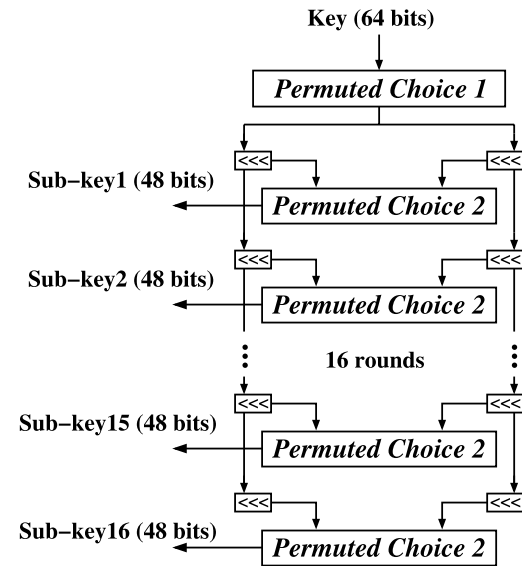 Key (64 bits)
Permuted Choice 1
<<< <<<
Sub-key1 (48 bits)
Permuted Choice 2
<<< <<<
Sub-key2 (48 bits)
Permuted Choice 2
16 rounds
<<< <<<
Sub-key15 (48 bits)
Permuted Choice 2
<<< <<<
Sub-key16 (48 bits)
Permuted Choice 2